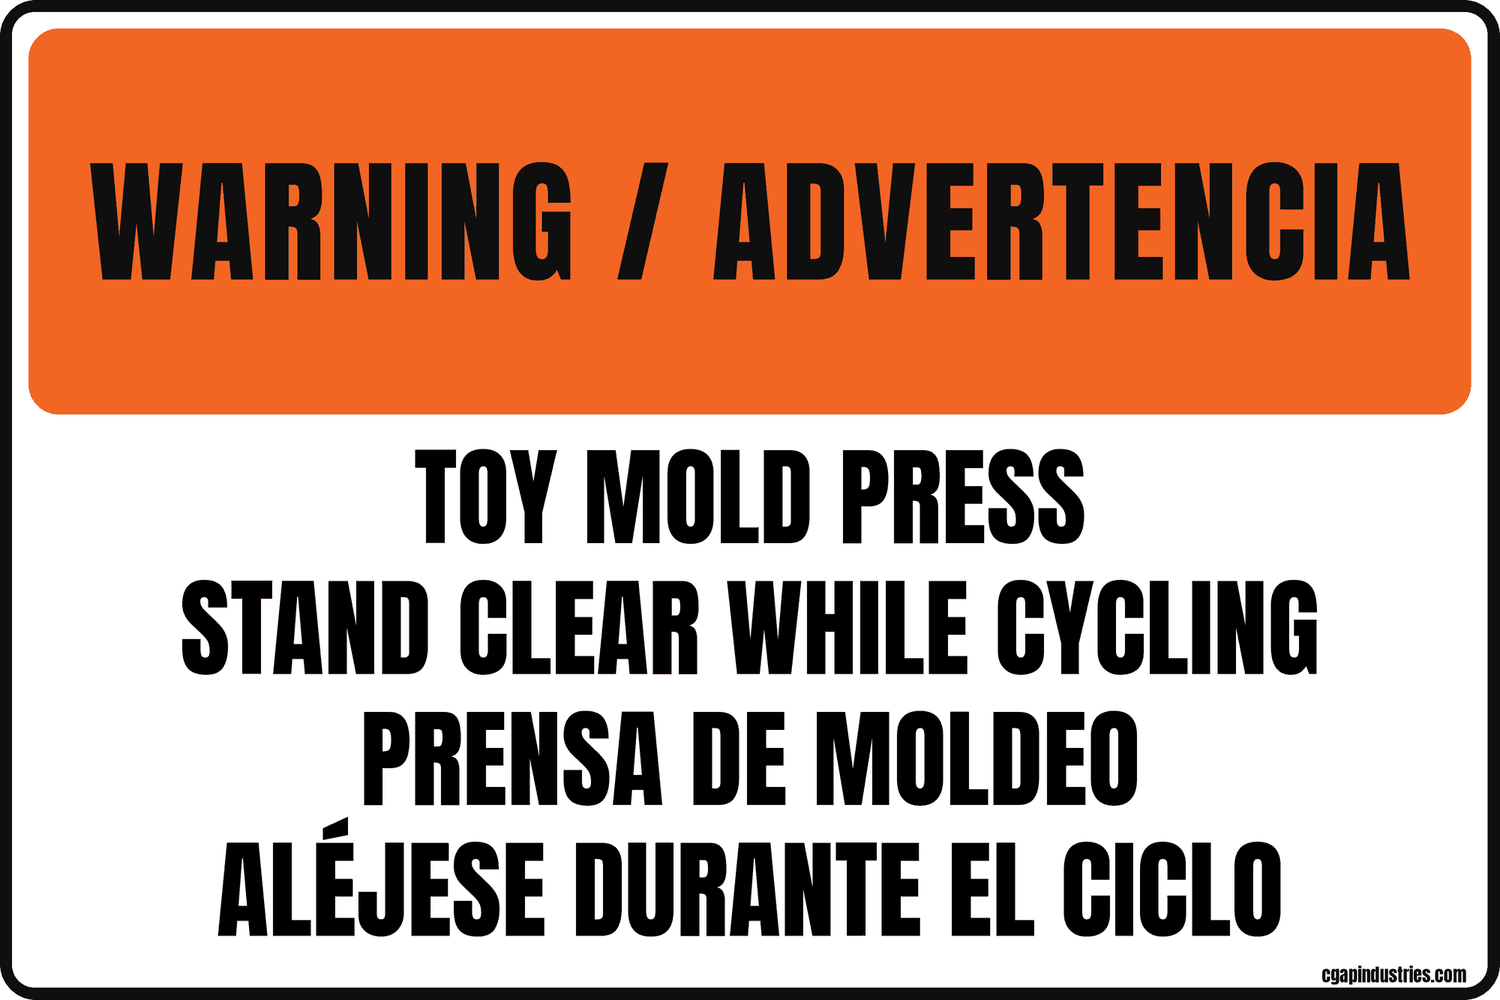 WARNING / ADVERTENCIA
TOY MOLD PRESS
STAND CLEAR WHILE CYCLING
PRENSA DE MOLDEO
ALÉJESE DURANTE EL CICLO
cgapindustries.com